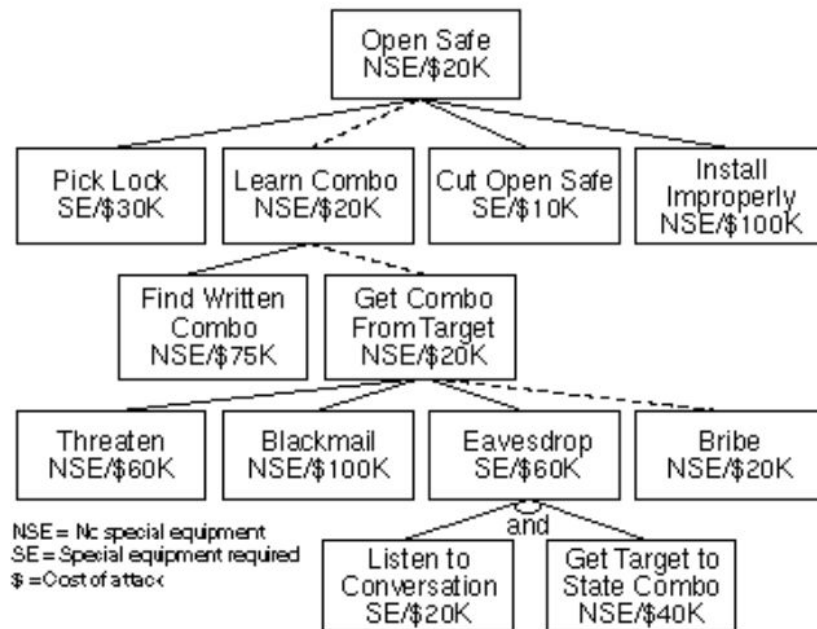 Open Safe
NSE/$20K
Pick Lock
SE/$30K
Learn Combo
NSE/$20K
Cut Open Safe
SE/$10K
Install
Improperly
NSE/$100K
Find Written
Combo
NSE/$75K
Get Combo
From Target
NSE/$20K
Threaten
NSE/$60K
Blackmail
NSE/$100K
Eavesdrop
SE/$60K
Bribe
NSE/$20K
NSE = No special equipment
SE = Special equipment required
$ = Cost of attack
and
Listen to
Conversation
SE/$20K
Get Target to
State Combo
NSE/$40K